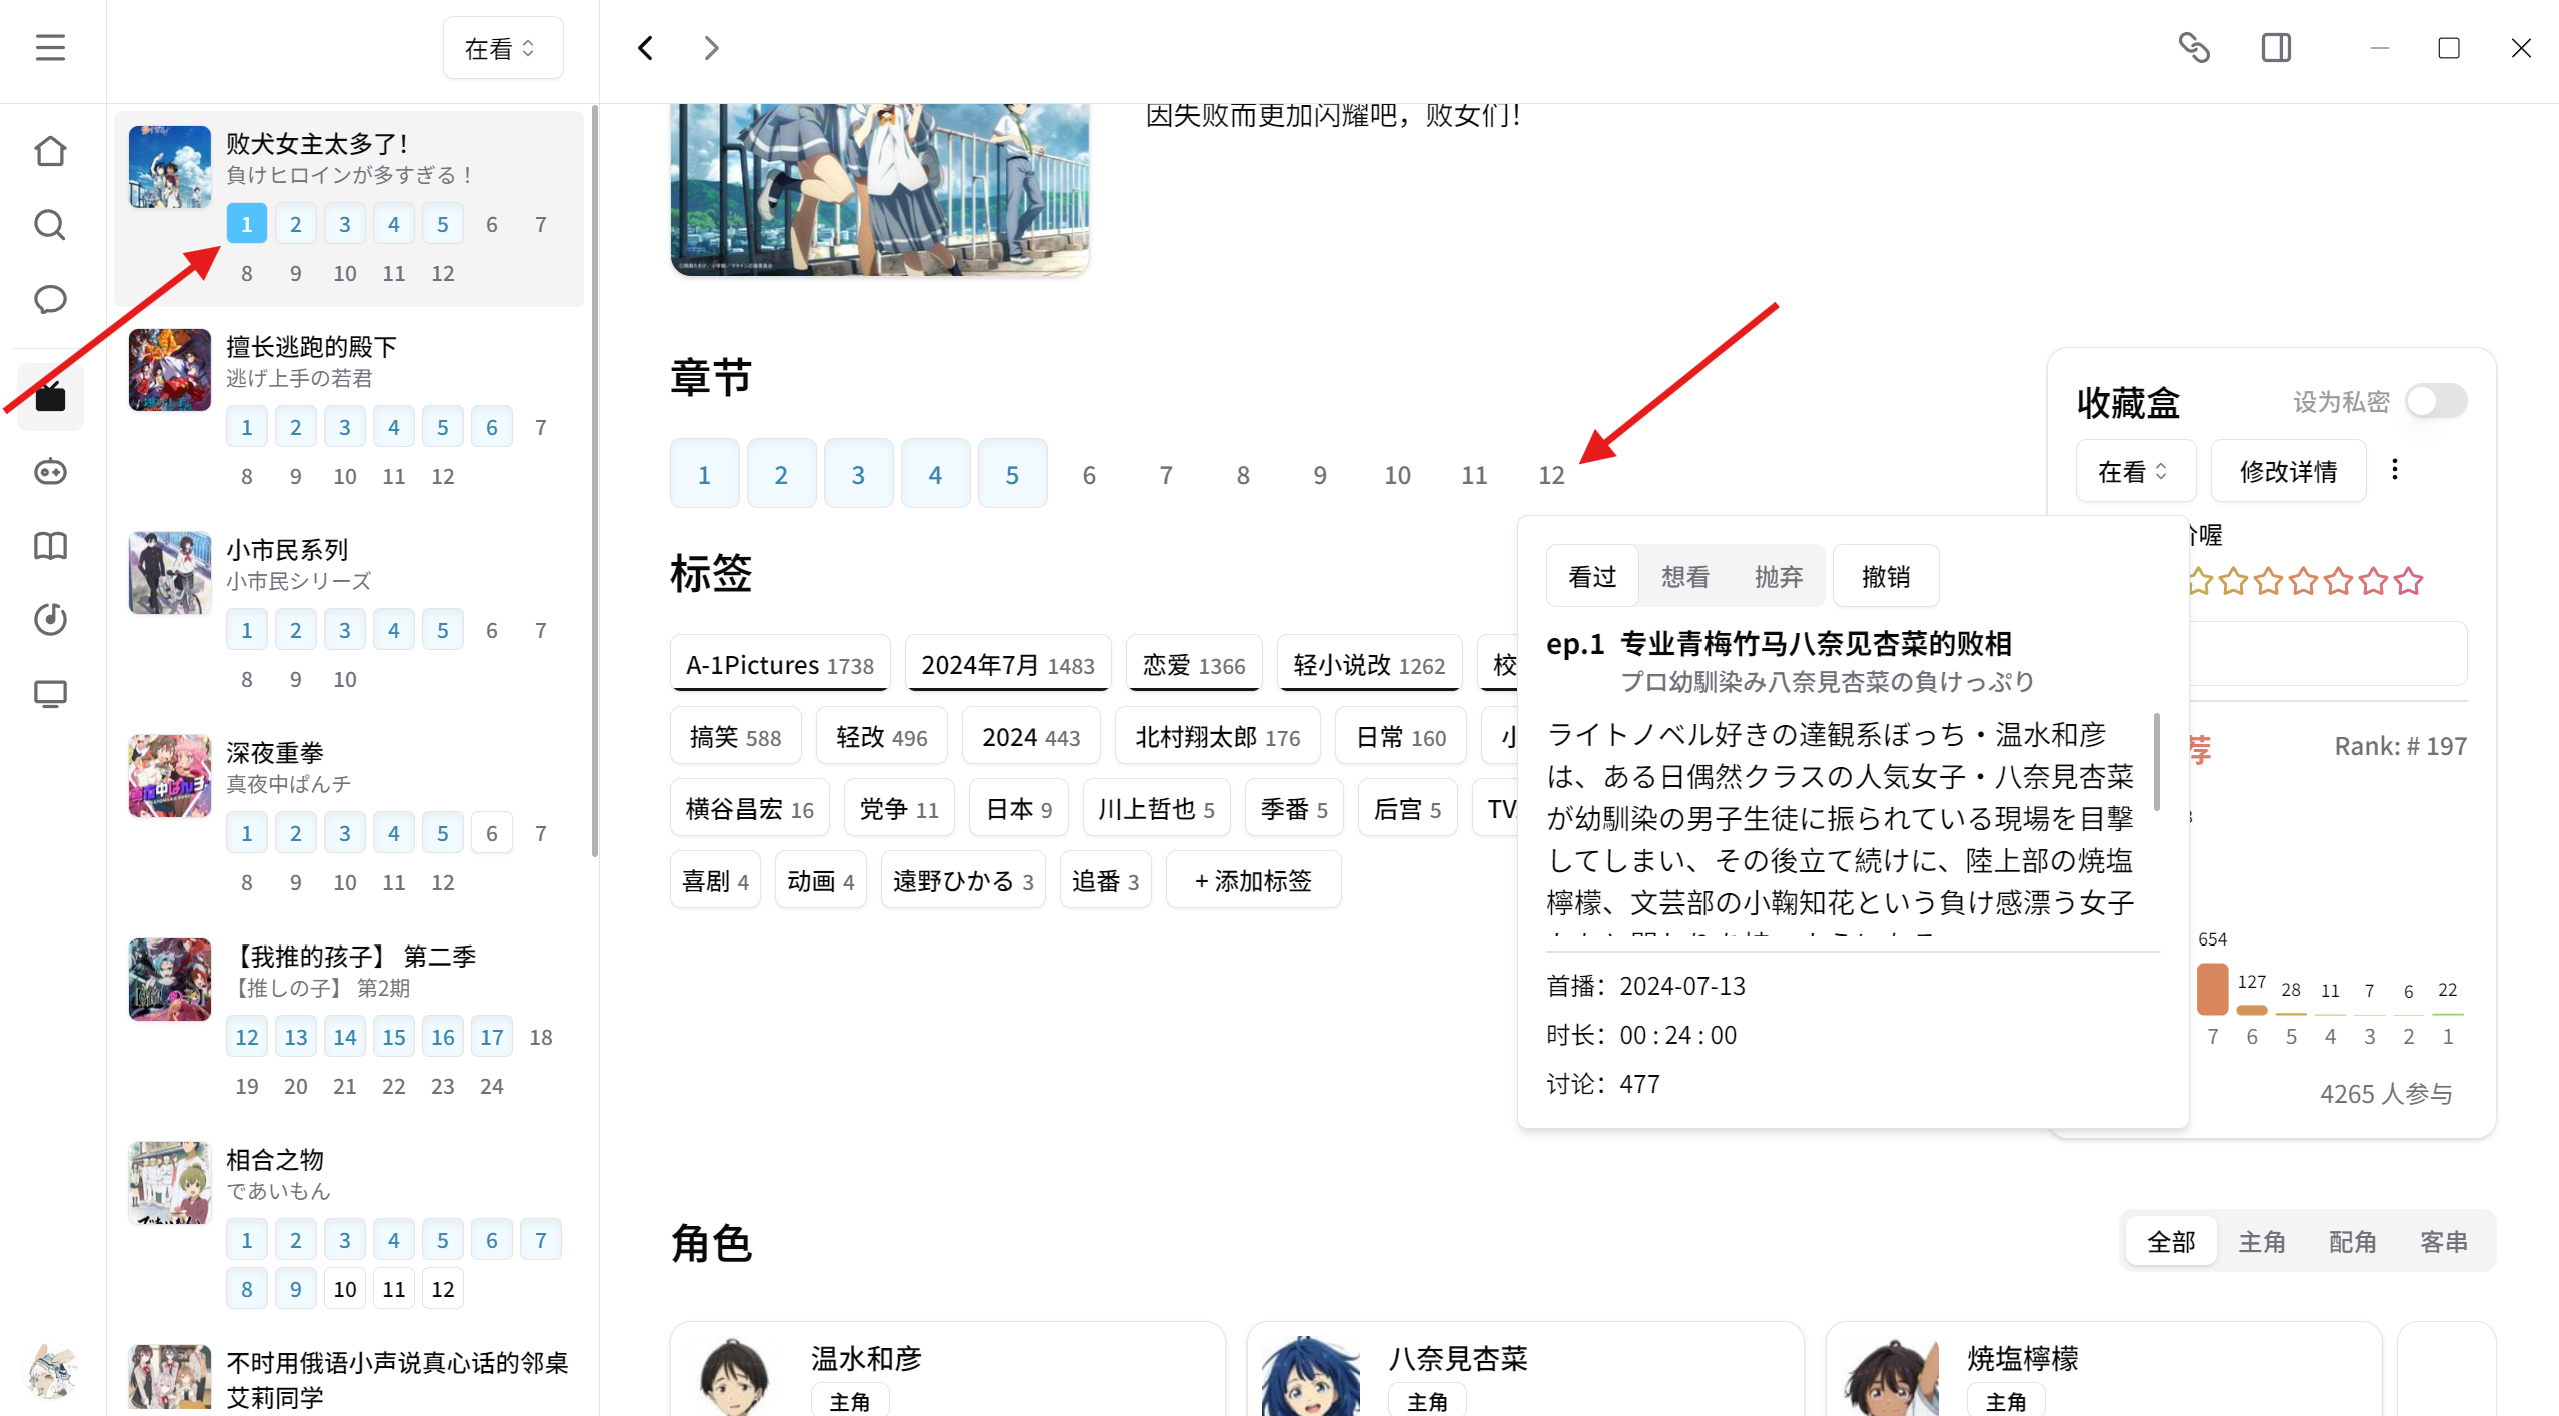 在看
败犬女主太多了！
負けヒロインが多すぎる！
1 2 3 4 5 6 7
8 9 10 11 12
擅长逃跑的殿下
逃げ上手の若君
1 2 3 4 5 6 7
8 9 10 11 12
小市民系列
小市民シリーズ
1 2 3 4 5 6 7
8 9 10
深夜重拳
真夜中ぱんチ
1 2 3 4 5 6 7
8 9 10 11 12
【我推的孩子】 第二季
【推しの子】 第2期
12 13 14 15 16 17 18
19 20 21 22 23 24
相合之物
であいもん
1 2 3 4 5 6 7
8 9 10 11 12
不时用俄语小声说真心话的邻桌
艾莉同学
因失败而更加闪耀吧，败女们！
章节
1 2 3 4 5 6 7 8 9 10 11 12
标签
A-1Pictures 1738 2024年7月 1483 恋爱 1366 轻小说改 1262 校
搞笑 588 轻改 496 2024 443 北村翔太郎 176 日常 160 小
横谷昌宏 16 党争 11 日本 9 川上哲也 5 季番 5 后宫 5 TV
喜剧 4 动画 4 遠野ひかる 3 追番 3 + 添加标签
看过 想看 抛弃 撤销
ep.1 专业青梅竹马八奈见杏菜的败相
プロ幼馴染み八奈見杏菜の負けっぷり
ライトノベル好きの達観系ぼっち・温水和彦
は、ある日偶然クラスの人気女子・八奈見杏菜
が幼馴染の男子生徒に振られている現場を目撃
してしまい、その後立て続けに、陸上部の焼塩
檸檬、文芸部の小鞠知花という負け感漂う女子
首播：2024-07-13
时长：00 : 24 : 00
讨论：477
收藏盒 设为私密
在看 修改详情
喔
荐 Rank: # 197
654 127 28 11 7 6 22
7 6 5 4 3 2 1
4265 人参与
角色
全部 主角 配角 客串
温水和彦
主角
八奈見杏菜
主角
焼塩檸檬
主角